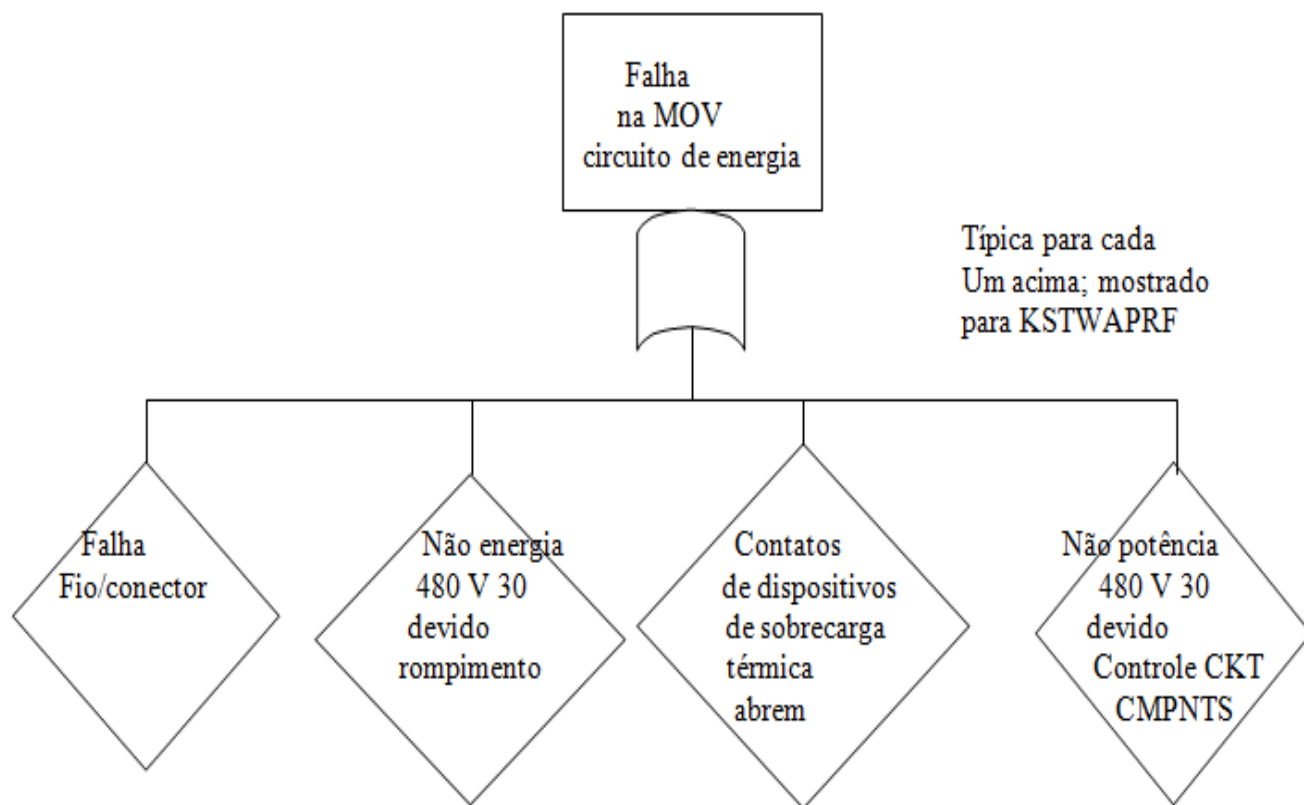 Falha
na MOV
circuito de energia
Típica para cada
Um acima; mostrado
para KSTWAPRF
Falha
Fio/conector
Não energia
480 V 30
devido
rompimento
Contatos
de dispositivos
de sobrecarga
térmica
abrem
Não potência
480 V 30
devido
Controle CKT
CMPNTS